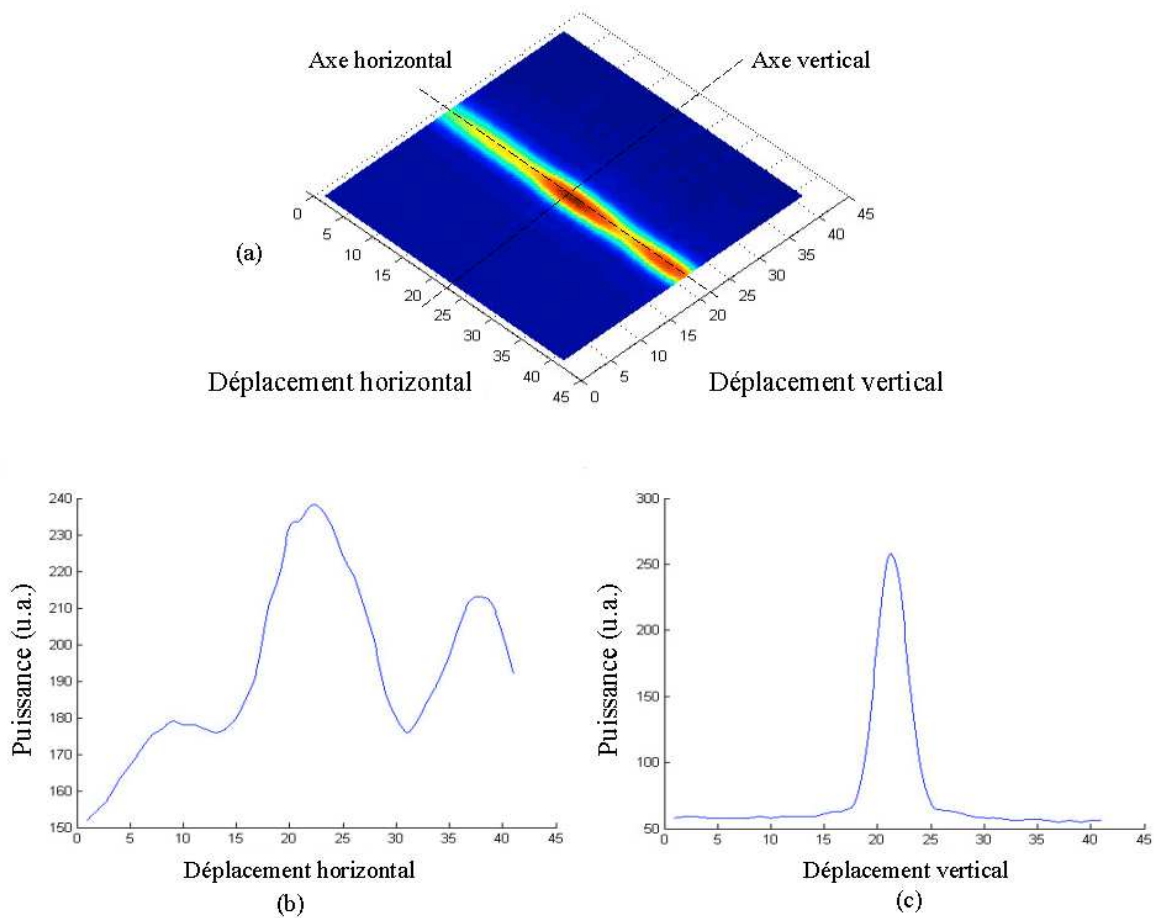 Axe horizontal
Axe vertical
0
5
10
15
20
25
30
35
40
45
0
5
10
15
20
25
30
35
40
45
(a)
Déplacement horizontal
Déplacement vertical
240
230
220
210
200
190
180
170
160
150
0 5 10 15 20 25 30 35 40 45
Puissance (u.a.)
Déplacement horizontal
(b)
300
250
200
150
100
50
0 5 10 15 20 25 30 35 40 45
Puissance (u.a.)
Déplacement vertical
(c)